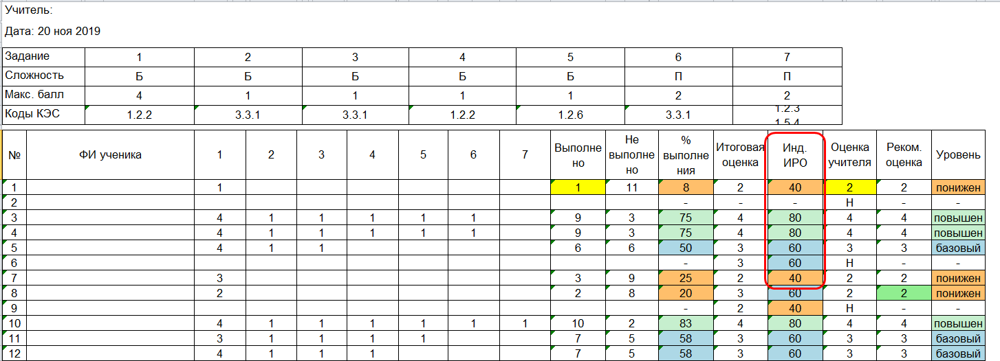 Учитель:
Дата: 20 ноя 2019
Задание 1 2 3 4 5 6 7
Сложность Б Б Б Б Б П П
Макс. балл 4 1 1 1 1 2 2
Коды КЭС 1.2.2 3.3.1 3.3.1 1.2.2 1.2.6 3.3.1 1.2.3
1.5.4
№ ФИ ученика 1 2 3 4 5 6 7 Выполне но Не выполне но % выполне ния Итоговая оценка Инд. ИРО Оценка учителя Реком. оценка Уровень
1 1 1 11 8 2 40 2 2 понижен
2 - - - Н - -
3 4 1 1 1 1 1 9 3 75 4 80 4 4 повышен
4 4 1 1 1 1 1 9 3 75 4 80 4 4 повышен
5 4 1 1 6 6 50 3 60 3 3 базовый
6 - 3 60 Н - -
7 3 3 9 25 2 40 2 2 понижен
8 2 2 8 20 3 60 2 2 понижен
9 - 2 40 Н - -
10 4 1 1 1 1 1 1 10 2 83 4 80 4 4 повышен
11 3 1 1 1 1 7 5 58 3 60 3 3 базовый
12 4 1 1 1 7 5 58 3 60 3 3 базовый